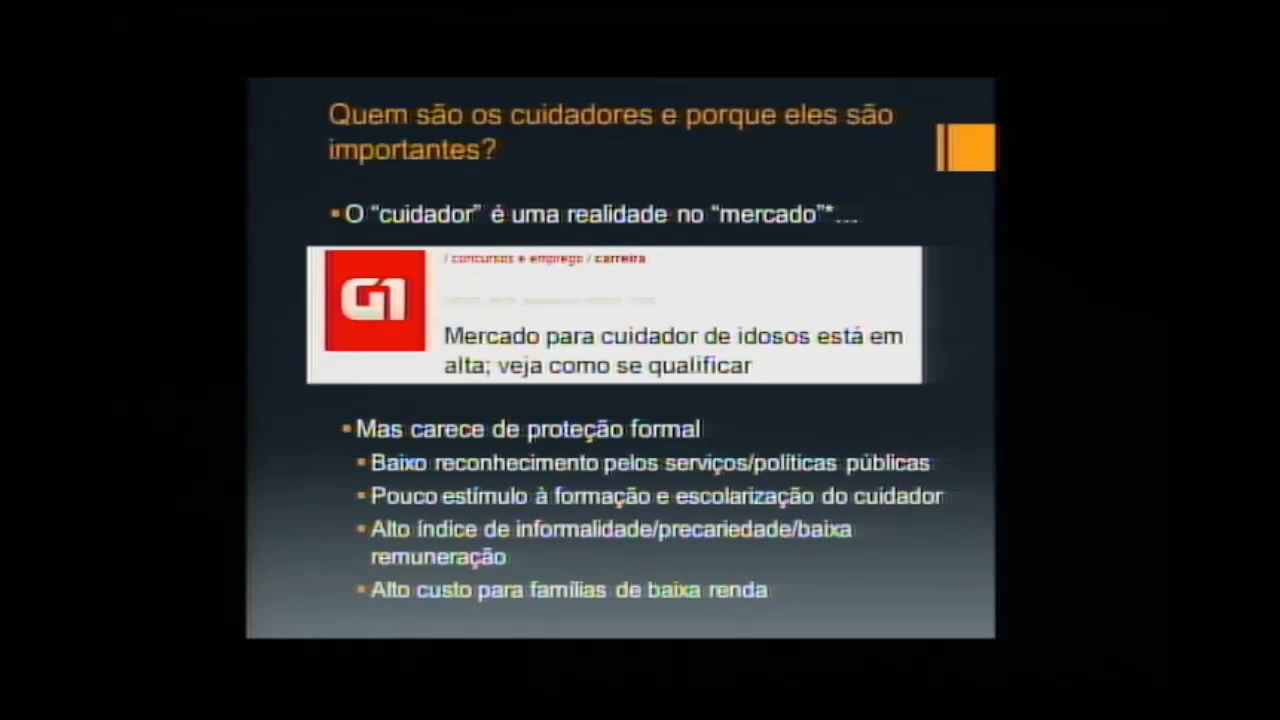 Quem são os cuidadores e porque eles são
importantes?
O “cuidador” é uma realidade no “mercado”*...
/ concursos e emprego / carreira
G1
Mercado para cuidador de idosos está em
alta; veja como se qualificar
Mas carece de proteção formal
Baixo reconhecimento pelos serviços/políticas públicas
Pouco estímulo à formação e escolarização do cuidador
Alto índice de informalidade/precariedade/baixa
remuneração
Alto custo para famílias de baixa renda